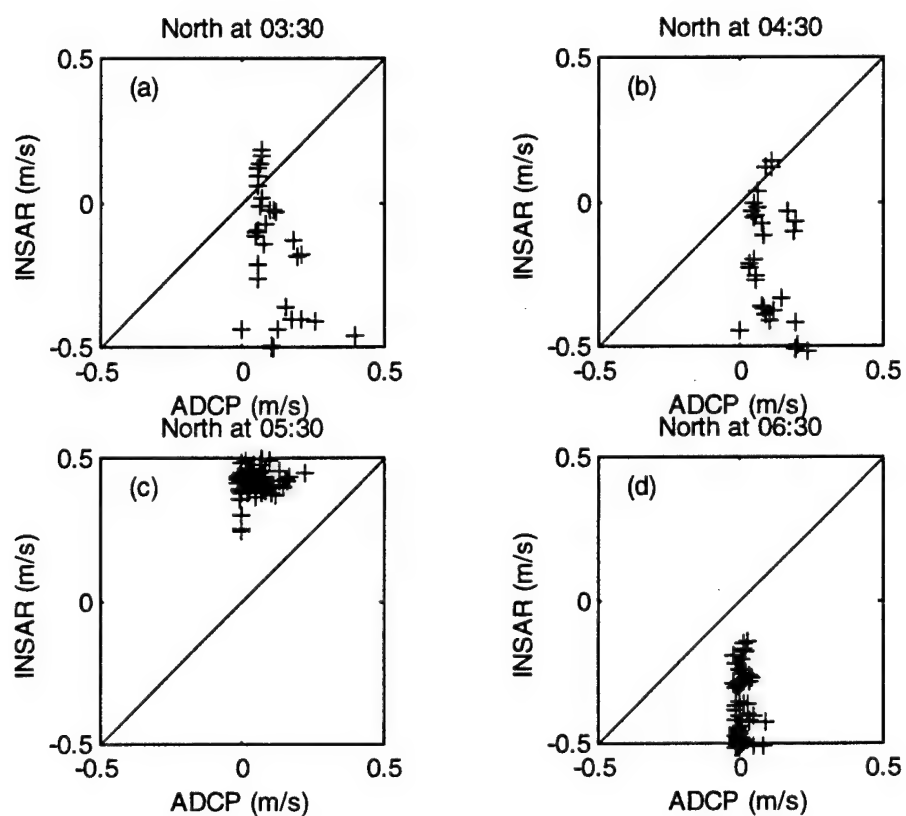 North at 03:30
0.5
(a)
INSAR (m/s)
0
-0.5
-0.5
0
0.5
ADCP (m/s)
North at 04:30
0.5
(b)
INSAR (m/s)
0
-0.5
-0.5
0
0.5
ADCP (m/s)
North at 05:30
0.5
(c)
INSAR (m/s)
0
-0.5
-0.5
0
0.5
ADCP (m/s)
North at 06:30
0.5
(d)
INSAR (m/s)
0
-0.5
-0.5
0
0.5
ADCP (m/s)